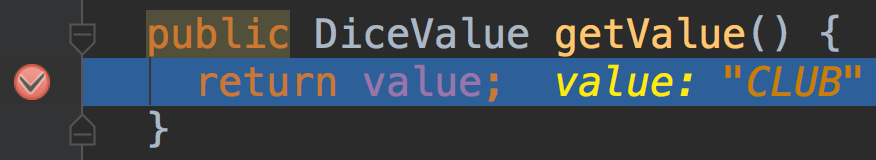 public DiceValue getValue() {
return value;  value: "CLUB"
}